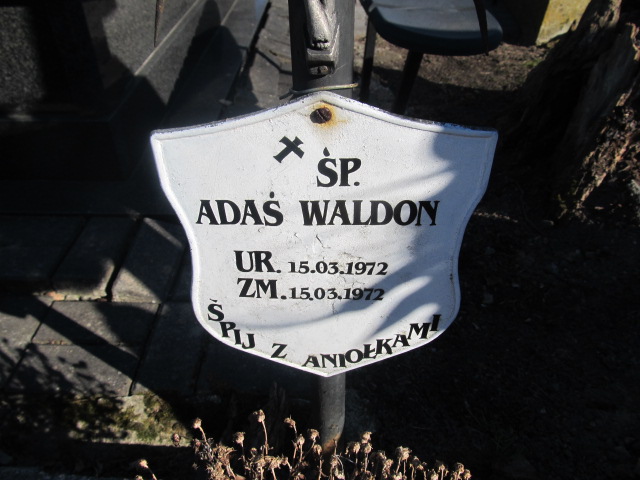 ŚP.
ADAŚ WALDON
UR. 15.03.1972
ZM. 15.03.1972
ŚPIJ Z ANIOŁKAMI